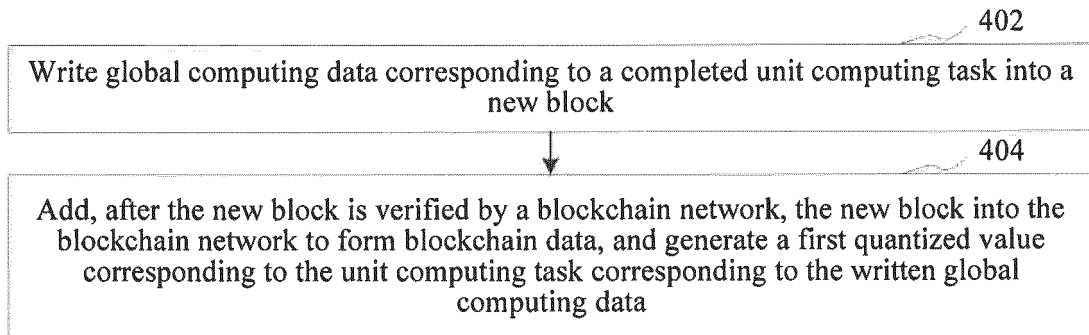 402
Write global computing data corresponding to a completed unit computing task into a
new block
404
Add, after the new block is verified by a blockchain network, the new block into the
blockchain network to form blockchain data, and generate a first quantized value
corresponding to the unit computing task corresponding to the written global
computing data